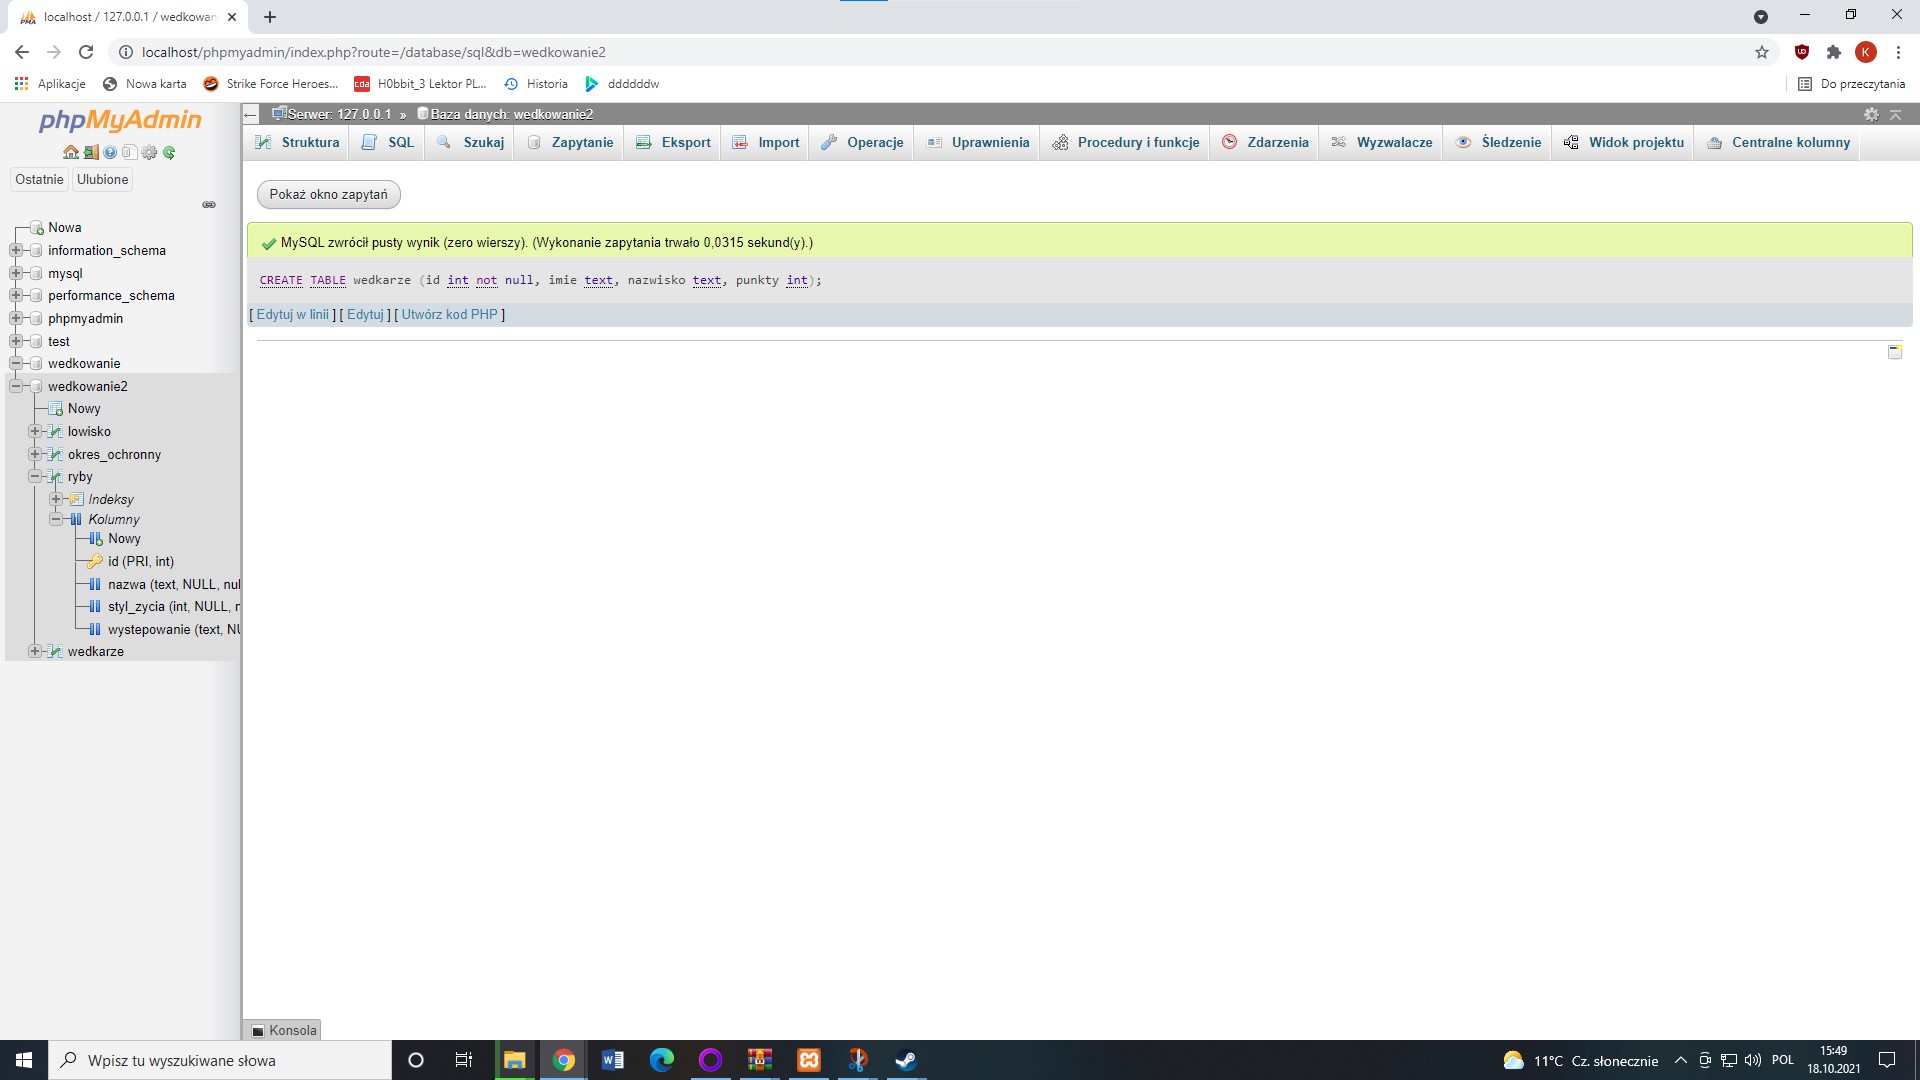 localhost / 127.0.0.1 / wedkowan
localhost/phpmyadmin/index.php?route=/database/sql&db=wedkowanie2
K
Aplikacje
Nowa karta
Strike Force Heroes...
cda
H0bbit_3 Lektor PL...
Historia
ddddddw
Do przeczytania
phpMyAdmin
Serwer: 127.0.0.1 » Baza danych: wedkowanie2
Struktura
SQL
Szukaj
Zapytanie
Eksport
Import
Operacje
Uprawnienia
Procedury i funkcje
Zdarzenia
Wyzwalacze
Śledzenie
Widok projektu
Centralne kolumny
Ostatnie
Ulubione
Pokaż okno zapytań
Nowa
information_schema
mysql
performance_schema
phpmyadmin
test
wedkowanie
wedkowanie2
Nowy
lowisko
okres_ochronny
ryby
Indeksy
Kolumny
Nowy
id (PRI, int)
nazwa (text, NULL, nul
styl_zycia (int, NULL, r
wystepowanie (text, NU
wedkarze
MySQL zwrócił pusty wynik (zero wierszy). (Wykonanie zapytania trwało 0,0315 sekund(y).)
CREATE TABLE wedkarze (id int not null, imie text, nazwisko text, punkty int);
[ Edytuj w linii ] [ Edytuj ] [ Utwórz kod PHP ]
Konsola
Wpisz tu wyszukiwane słowa
11°C Cz. słonecznie
POL
15:49
18.10.2021